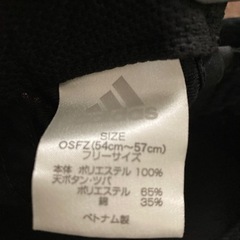 adidas
SIZE
OSFZ(54cm～57cm)
フリーサイズ
本体 ポリエステル 100%
天ボタン・ツバ
ポリエステル 65%
綿 35%
ベトナム製